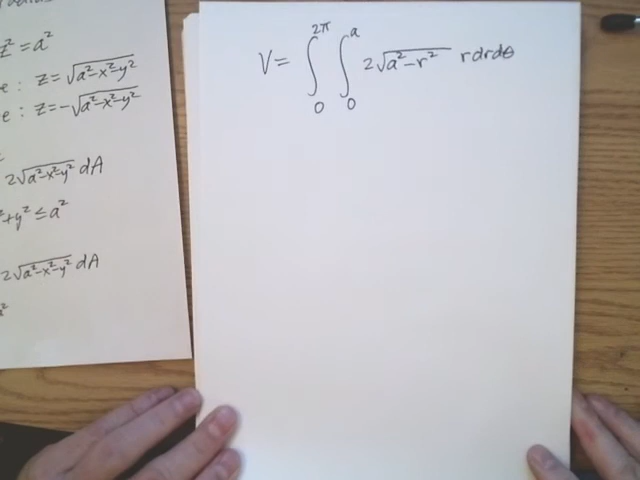 z² = a²
: z = √(a²-x²-y²)
: z = -√(a²-x²-y²)
2√(a²-x²-y²) dA
+y² ≤ a²
2√(a²-x²-y²) dA
V = ∫₀^2π ∫₀^a 2√(a²-r²) r dr dθ